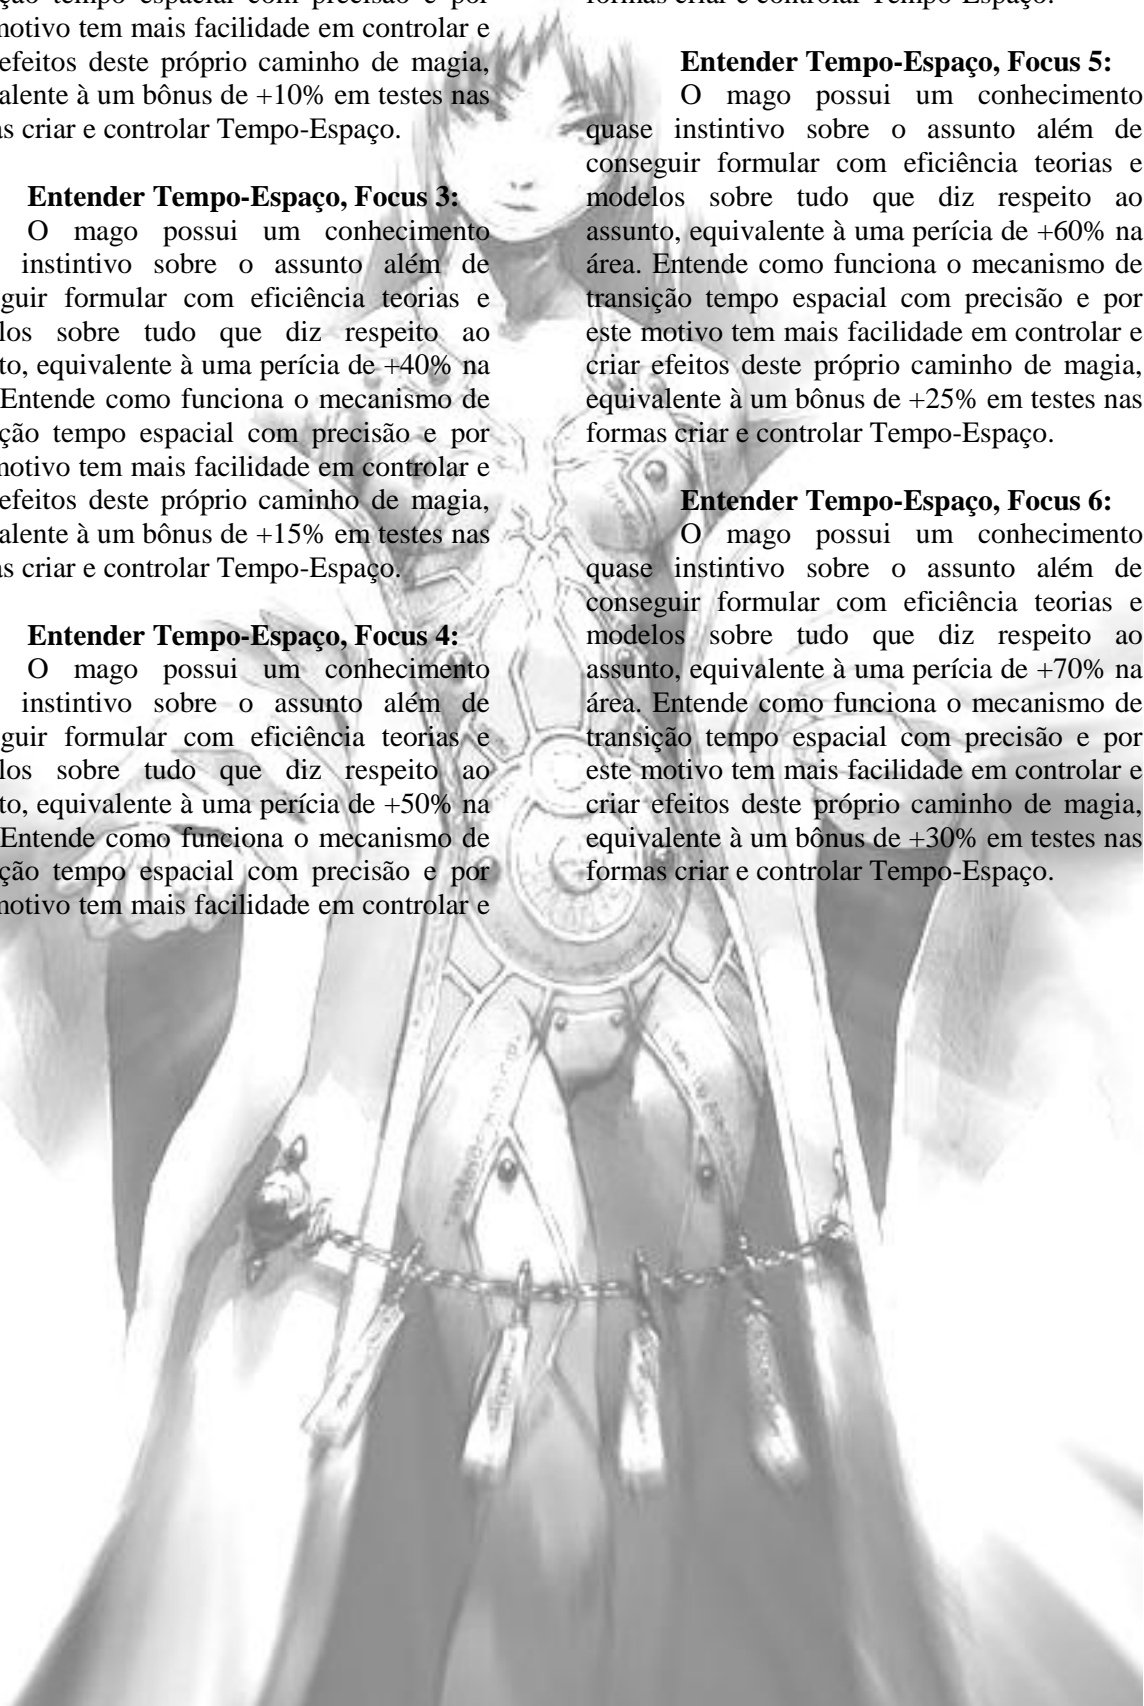 ção tempo espacial com precisão e por
motivo tem mais facilidade em controlar e
efeitos deste próprio caminho de magia,
alente à um bônus de +10% em testes nas
as criar e controlar Tempo-Espaço.
Entender Tempo-Espaço, Focus 3:
O mago possui um conhecimento
instintivo sobre o assunto além de
guir formular com eficiência teorias e
los sobre tudo que diz respeito ao
to, equivalente à uma perícia de +40% na
Entende como funciona o mecanismo de
ção tempo espacial com precisão e por
motivo tem mais facilidade em controlar e
efeitos deste próprio caminho de magia,
alente à um bônus de +15% em testes nas
as criar e controlar Tempo-Espaço.
Entender Tempo-Espaço, Focus 4:
O mago possui um conhecimento
instintivo sobre o assunto além de
guir formular com eficiência teorias e
los sobre tudo que diz respeito ao
to, equivalente à uma perícia de +50% na
Entende como funciona o mecanismo de
ção tempo espacial com precisão e por
motivo tem mais facilidade em controlar e
formas criar e controlar Tempo-Espaço.
Entender Tempo-Espaço, Focus 5:
O mago possui um conhecimento
quase instintivo sobre o assunto além de
conseguir formular com eficiência teorias e
modelos sobre tudo que diz respeito ao
assunto, equivalente à uma perícia de +60% na
área. Entende como funciona o mecanismo de
transição tempo espacial com precisão e por
este motivo tem mais facilidade em controlar e
criar efeitos deste próprio caminho de magia,
equivalente à um bônus de +25% em testes nas
formas criar e controlar Tempo-Espaço.
Entender Tempo-Espaço, Focus 6:
O mago possui um conhecimento
quase instintivo sobre o assunto além de
conseguir formular com eficiência teorias e
modelos sobre tudo que diz respeito ao
assunto, equivalente à uma perícia de +70% na
área. Entende como funciona o mecanismo de
transição tempo espacial com precisão e por
este motivo tem mais facilidade em controlar e
criar efeitos deste próprio caminho de magia,
equivalente à um bônus de +30% em testes nas
formas criar e controlar Tempo-Espaço.